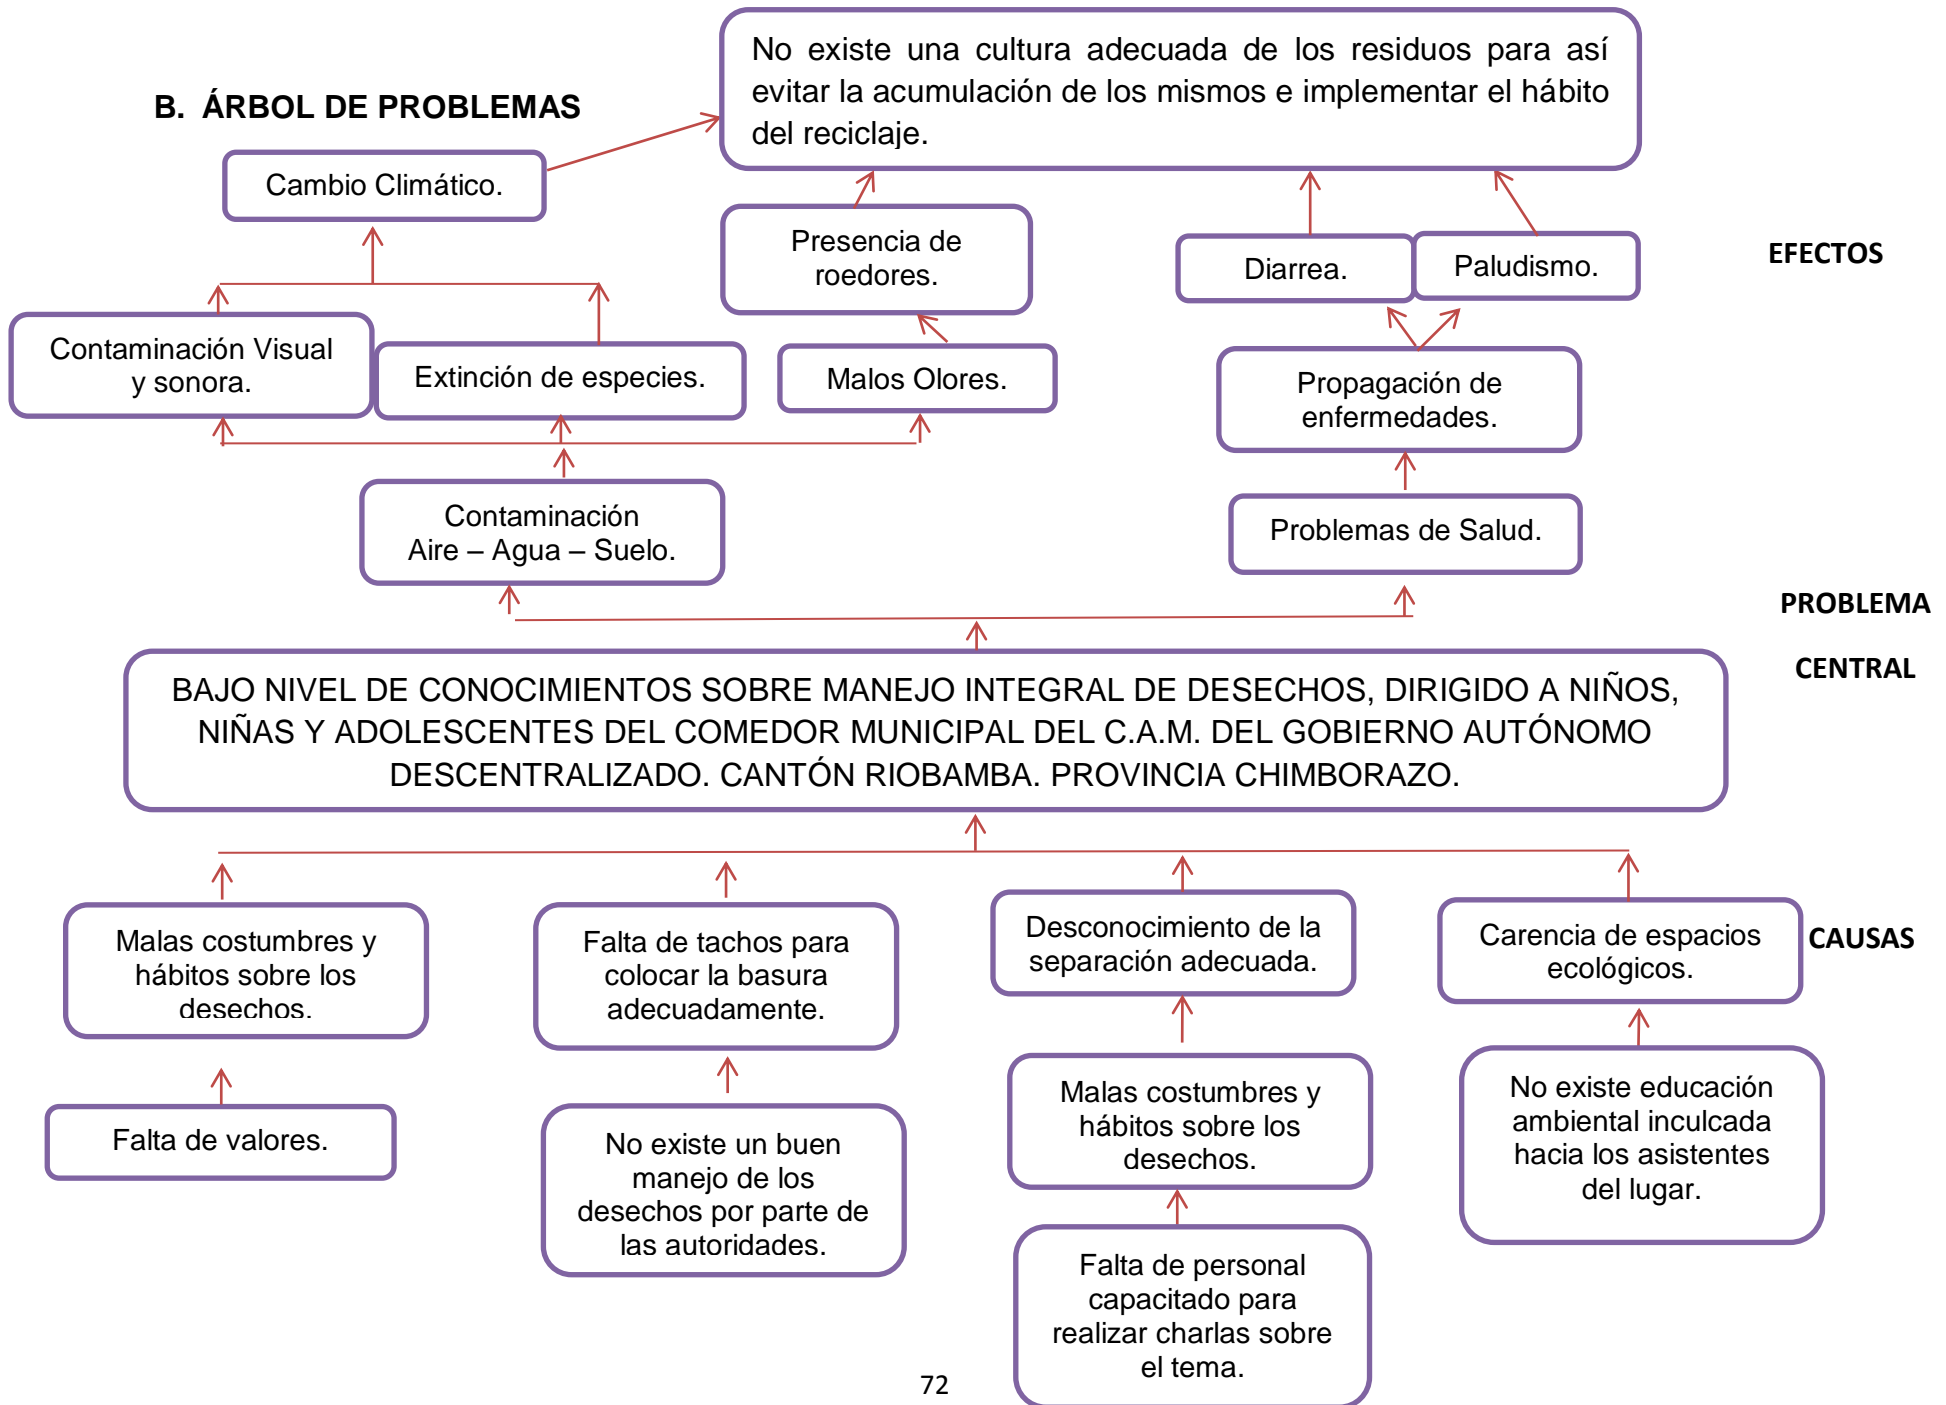 No existe una cultura adecuada de los residuos para así
evitar la acumulación de los mismos e implementar el hábito
del reciclaje.
B. ÁRBOL DE PROBLEMAS
Cambio Climático.
Presencia de
roedores.
Diarrea.
Paludismo.
EFECTOS
Contaminación Visual
y sonora.
Extinción de especies.
Malos Olores.
Propagación de
enfermedades.
Contaminación
Aire – Agua – Suelo.
Problemas de Salud.
PROBLEMA
CENTRAL
BAJO NIVEL DE CONOCIMIENTOS SOBRE MANEJO INTEGRAL DE DESECHOS, DIRIGIDO A NIÑOS,
NIÑAS Y ADOLESCENTES DEL COMEDOR MUNICIPAL DEL C.A.M. DEL GOBIERNO AUTÓNOMO
DESCENTRALIZADO. CANTÓN RIOBAMBA. PROVINCIA CHIMBORAZO.
Malas costumbres y
hábitos sobre los
desechos.
Falta de tachos para
colocar la basura
adecuadamente.
Desconocimiento de la
separación adecuada.
Carencia de espacios
ecológicos.
CAUSAS
Falta de valores.
No existe un buen
manejo de los
desechos por parte de
las autoridades.
Malas costumbres y
hábitos sobre los
desechos.
No existe educación
ambiental inculcada
hacia los asistentes
del lugar.
Falta de personal
capacitado para
realizar charlas sobre
el tema.
72